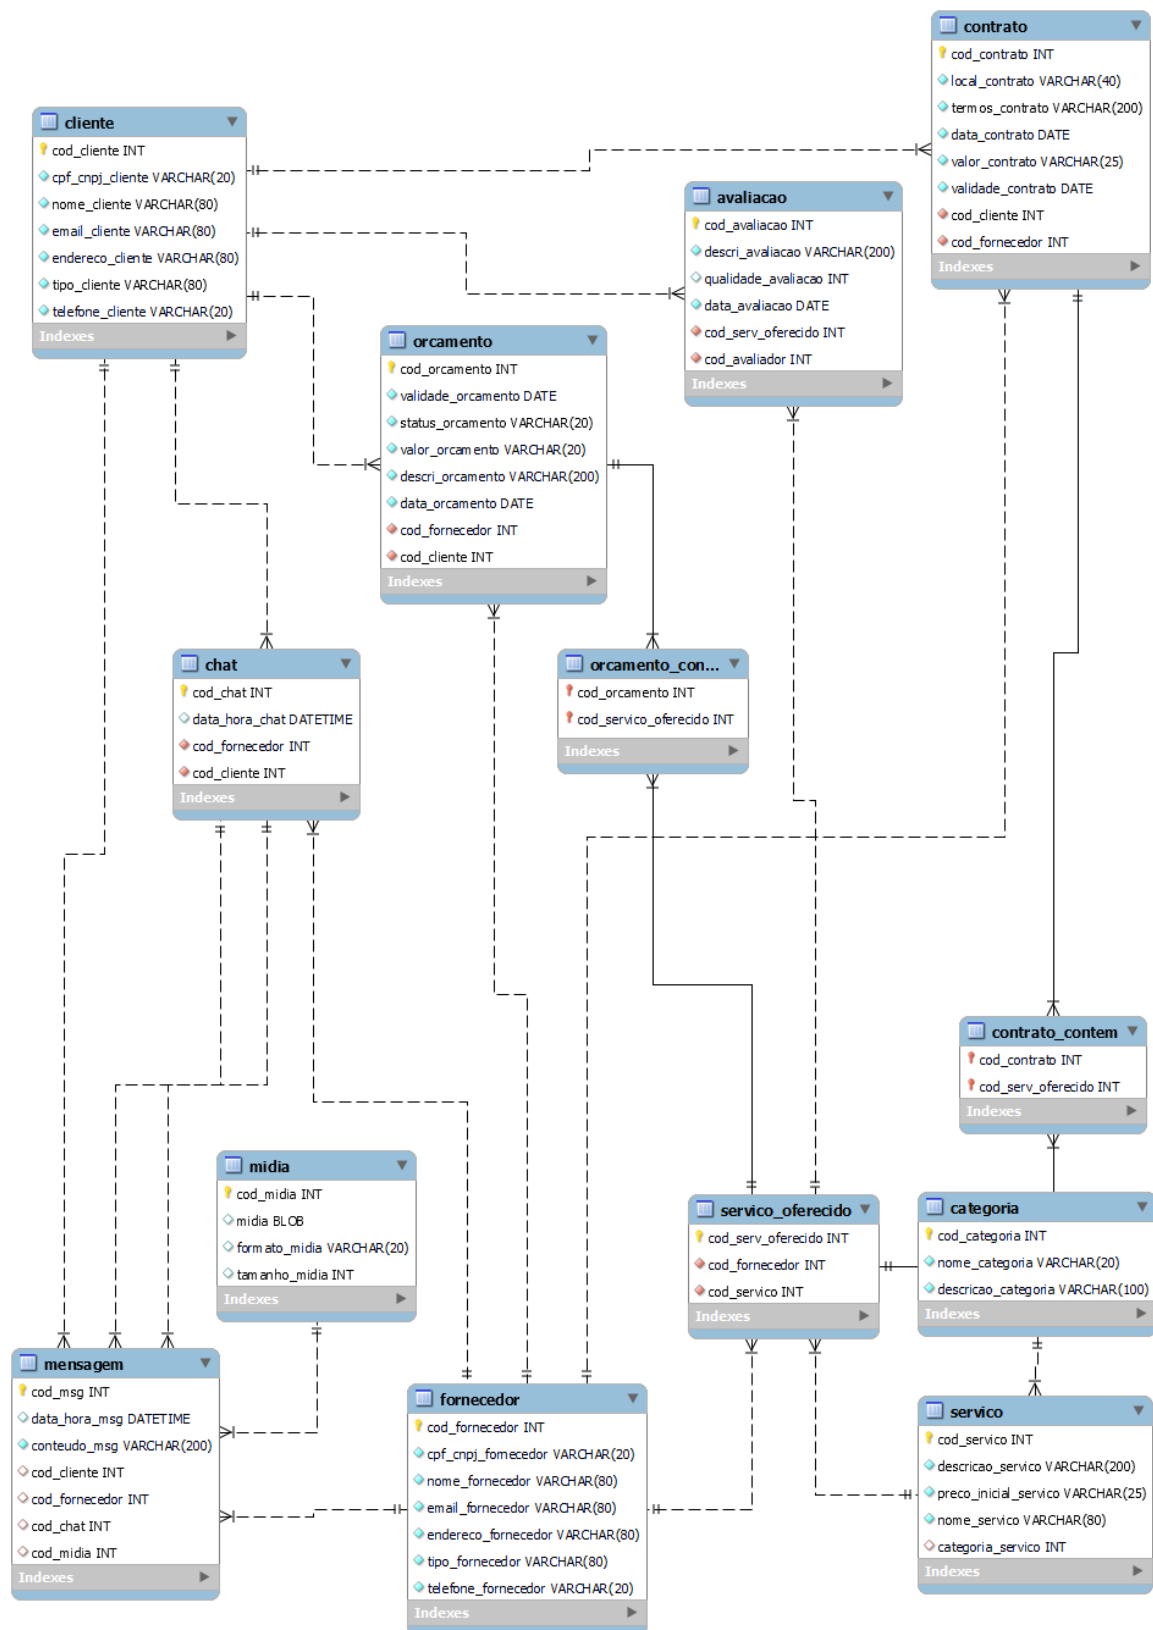 contrato
cod_contrato INT
local_contrato VARCHAR(40)
termos_contrato VARCHAR(200)
data_contrato DATE
valor_contrato VARCHAR(25)
validade_contrato DATE
cod_cliente INT
cod_fornecedor INT
Indexes
cliente
cod_cliente INT
cpf_cnpj_cliente VARCHAR(20)
nome_cliente VARCHAR(80)
email_cliente VARCHAR(80)
endereco_cliente VARCHAR(80)
tipo_cliente VARCHAR(80)
telefone_cliente VARCHAR(20)
Indexes
avaliacao
cod_avaliacao INT
descri_avaliacao VARCHAR(200)
qualidade_avaliacao INT
data_avaliacao DATE
cod_serv_oferecido INT
cod_avaliador INT
Indexes
orcamento
cod_orcamento INT
validade_orcamento DATE
status_orcamento VARCHAR(20)
valor_orcamento VARCHAR(20)
descri_orcamento VARCHAR(200)
data_orcamento DATE
cod_fornecedor INT
cod_cliente INT
Indexes
chat
cod_chat INT
data_hora_chat DATETIME
cod_fornecedor INT
cod_cliente INT
Indexes
orcamento_con...
cod_orcamento INT
cod_servico_oferecido INT
Indexes
contrato_contem
cod_contrato INT
cod_serv_oferecido INT
Indexes
midia
cod_midia INT
midia BLOB
formato_midia VARCHAR(20)
tamanho_midia INT
Indexes
servico_oferecido
cod_serv_oferecido INT
cod_fornecedor INT
cod_servico INT
Indexes
categoria
cod_categoria INT
nome_categoria VARCHAR(20)
descricao_categoria VARCHAR(100)
Indexes
mensagem
cod_msg INT
data_hora_msg DATETIME
conteudo_msg VARCHAR(200)
cod_cliente INT
cod_fornecedor INT
cod_chat INT
cod_midia INT
Indexes
fornecedor
cod_fornecedor INT
cpf_cnpj_fornecedor VARCHAR(20)
nome_fornecedor VARCHAR(80)
email_fornecedor VARCHAR(80)
endereco_fornecedor VARCHAR(80)
tipo_fornecedor VARCHAR(80)
telefone_fornecedor VARCHAR(20)
Indexes
servico
cod_servico INT
descricao_servico VARCHAR(200)
preco_inicial_servico VARCHAR(25)
nome_servico VARCHAR(80)
categoria_servico INT
Indexes